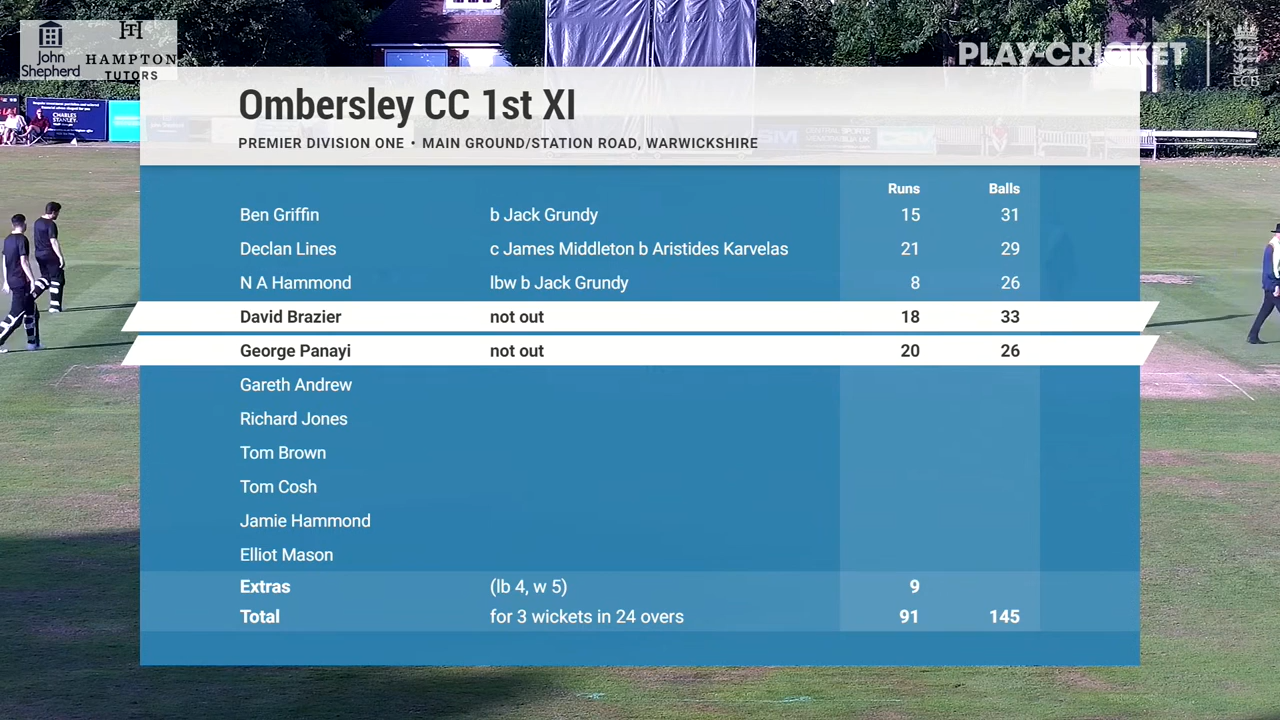 John Shepherd
HAMPTON TUTORS
PLAY-CRICKET
ECB
CHARLES STANLEY.
Ombersley CC 1st XI
PREMIER DIVISION ONE • MAIN GROUND/STATION ROAD, WARWICKSHIRE
Runs Balls
Ben Griffin b Jack Grundy 15 31
Declan Lines c James Middleton b Aristides Karvelas 21 29
N A Hammond lbw b Jack Grundy 8 26
David Brazier not out 18 33
George Panayi not out 20 26
Gareth Andrew
Richard Jones
Tom Brown
Tom Cosh
Jamie Hammond
Elliot Mason
Extras (lb 4, w 5) 9
Total for 3 wickets in 24 overs 91 145